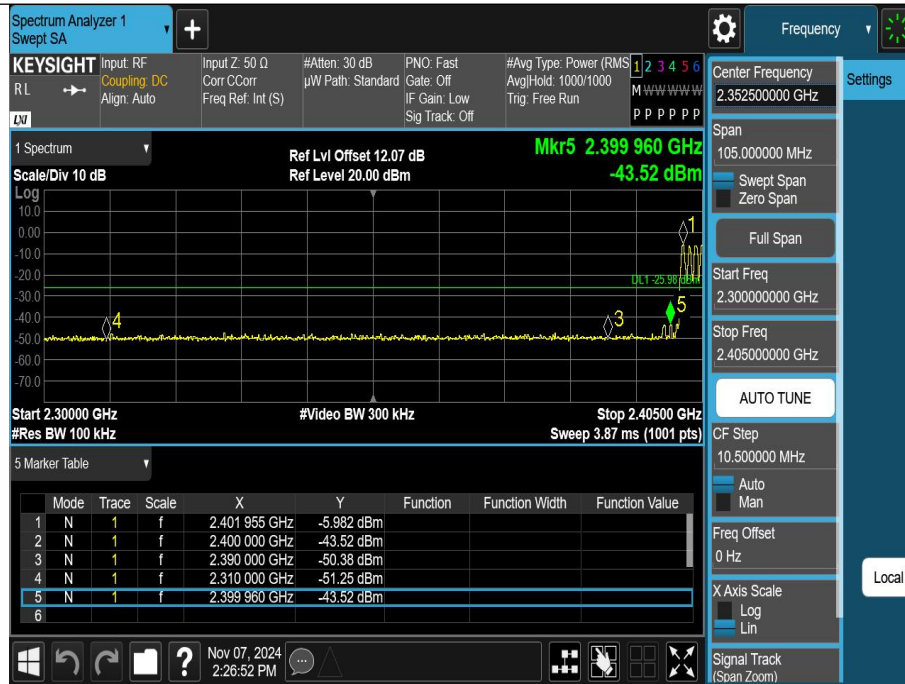 Spectrum Analyzer 1
Swept SA
+
Frequency
KEYSIGHT
R L
LXI
Input: RF
Coupling: DC
Align: Auto
Input Z: 50 Ω
Corr CCorr
Freq Ref: Int (S)
#Atten: 30 dB
µW Path: Standard
PNO: Fast
Gate: Off
IF Gain: Low
Sig Track: Off
#Avg Type: Power (RMS
Avg|Hold: 1000/1000
Trig: Free Run
1 2 3 4 5 6
M W W W W W
P P P P P P
1 Spectrum
Scale/Div 10 dB
Ref Lvl Offset 12.07 dB
Ref Level 20.00 dBm
Mkr5 2.399 960 GHz
-43.52 dBm
Log
10.0
0.00
-10.0
-20.0
-30.0
-40.0
-50.0
-60.0
-70.0
1
DL1 -25.98 dBm
5
3
4
Start 2.30000 GHz
#Res BW 100 kHz
#Video BW 300 kHz
Stop 2.40500 GHz
Sweep 3.87 ms (1001 pts)
5 Marker Table
Mode Trace Scale X Y Function Function Width Function Value
1 N 1 f 2.401 955 GHz -5.982 dBm
2 N 1 f 2.400 000 GHz -43.52 dBm
3 N 1 f 2.390 000 GHz -50.38 dBm
4 N 1 f 2.310 000 GHz -51.25 dBm
5 N 1 f 2.399 960 GHz -43.52 dBm
6
?
Nov 07, 2024
2:26:52 PM
Center Frequency
2.352500000 GHz
Span
105.000000 MHz
Swept Span
Zero Span
Full Span
Start Freq
2.300000000 GHz
Stop Freq
2.405000000 GHz
AUTO TUNE
CF Step
10.500000 MHz
Auto
Man
Freq Offset
0 Hz
X Axis Scale
Log
Lin
Signal Track
(Span Zoom)
Settings
Local